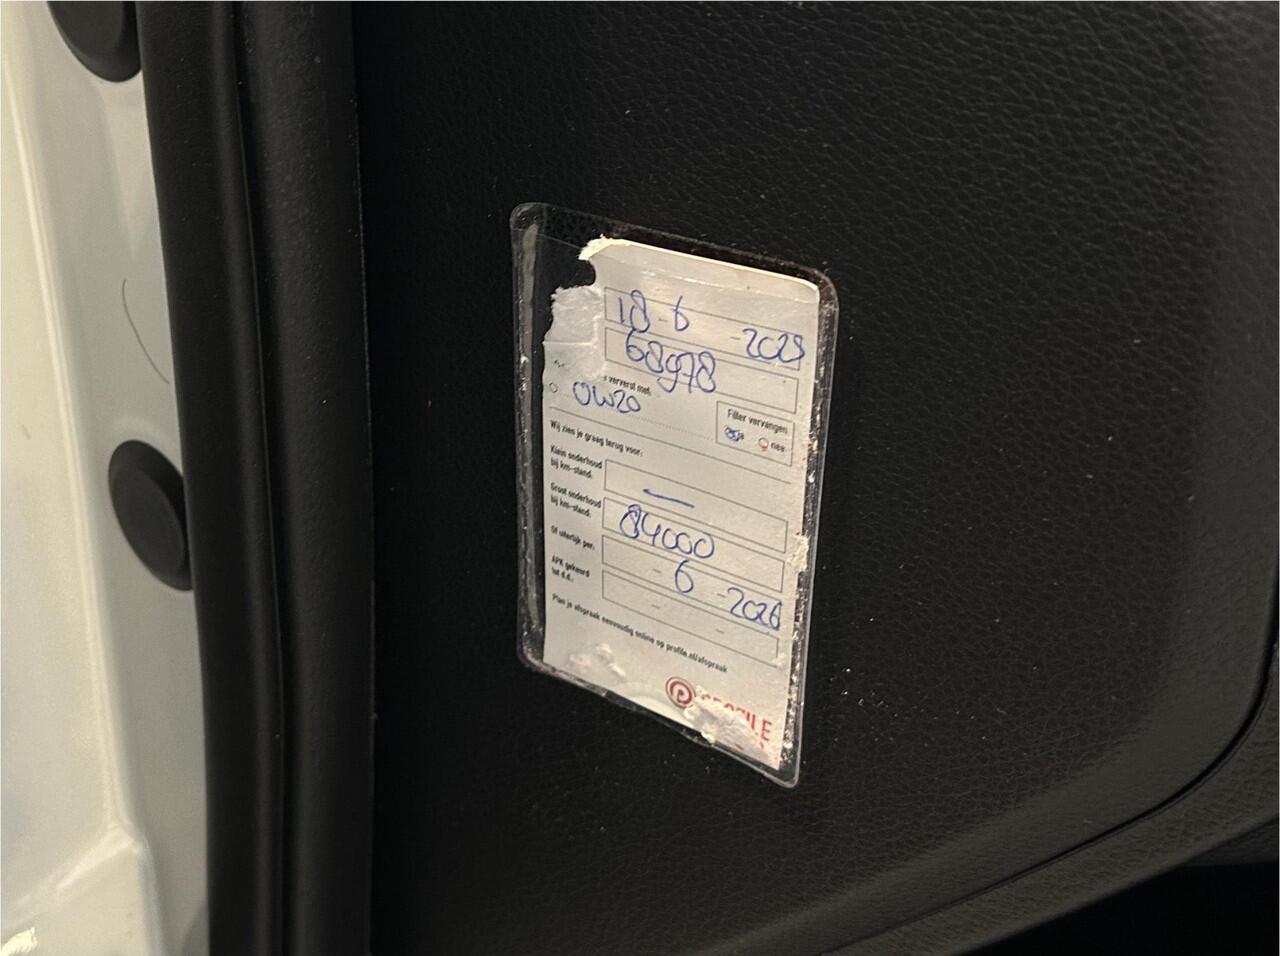 18-6 -2025
68978
ververst met:
0W20
Filter vervangen
ja nee
Wij zien je graag terug voor:
Klein onderhoud
bij km-stand:
—
Groot onderhoud
bij km-stand:
84000
Of uiterlijk per:
- 6 -2026
APK gekeurd
tot d.d.:
- -
Plan je afspraak eenvoudig online op profile.nl/afspraak